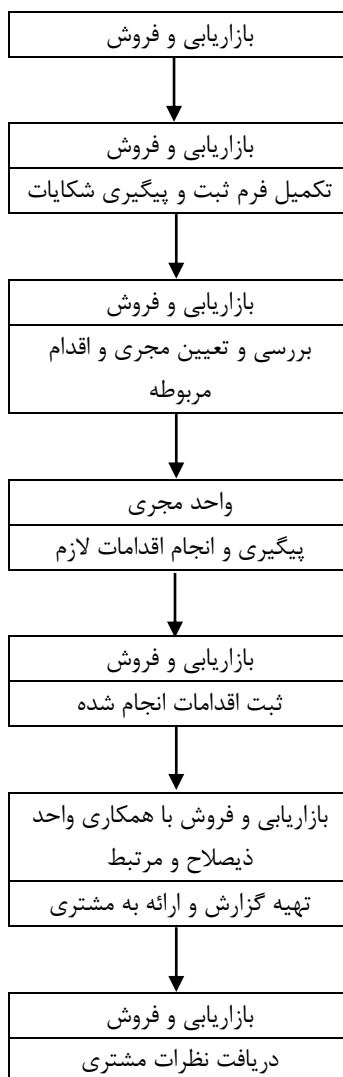 بازاریابی و فروش
بازاریابی و فروش
تکمیل فرم ثبت و پیگیری شکایات
بازاریابی و فروش
بررسی و تعیین مجری و اقدام
مربوطه
واحد مجری
پیگیری و انجام اقدامات لازم
بازاریابی و فروش
ثبت اقدامات انجام شده
بازاریابی و فروش با همکاری واحد
ذیصلاح و مرتبط
تهیه گزارش و ارائه به مشتری
بازاریابی و فروش
دریافت نظرات مشتری